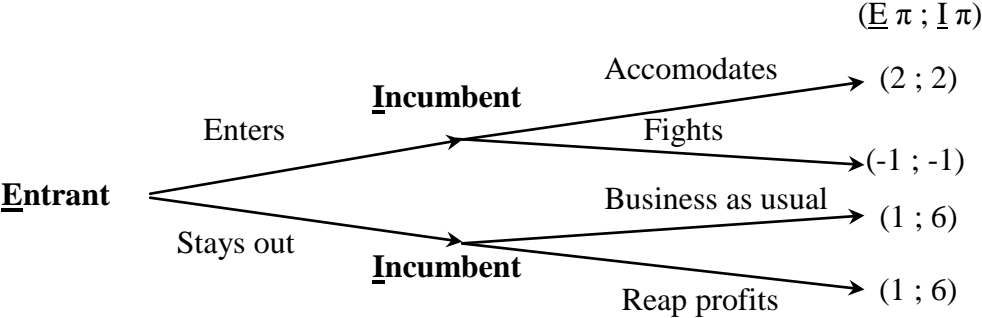 (E π ; I π)
Accomodates
(2 ; 2)
Incumbent
Enters
Fights
(-1 ; -1)
Entrant
Business as usual
(1 ; 6)
Stays out
Incumbent
Reap profits
(1 ; 6)